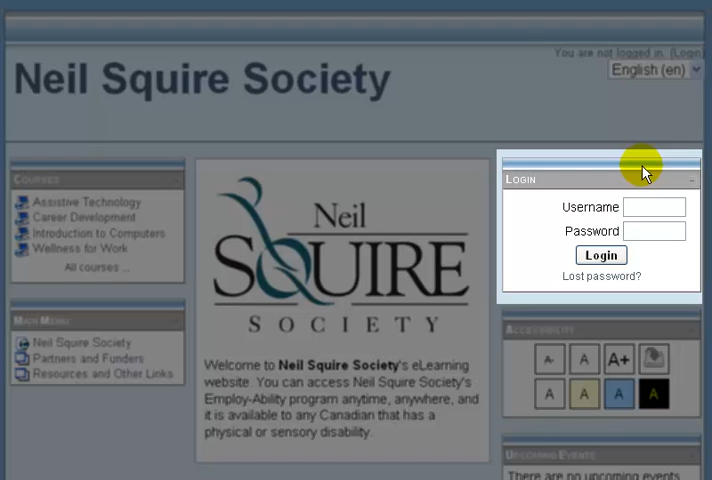 You are not logged in. (Login)
Neil Squire Society
English (en)
COURSES
Assistive Technology
Career Development
Introduction to Computers
Wellness for Work
All courses ...
MAIN MENU
Neil Squire Society
Partners and Funders
Resources and Other Links
Neil
SQUIRE
SOCIETY
Welcome to Neil Squire Society's eLearning
website. You can access Neil Squire Society's
Employ-Ability program anytime, anywhere, and
it is available to any Canadian that has a
physical or sensory disability.
LOGIN
Username
Password
Login
Lost password?
ACCESSIBILITY
A- A A+
A A A A
UPCOMING EVENTS
There are no upcoming events